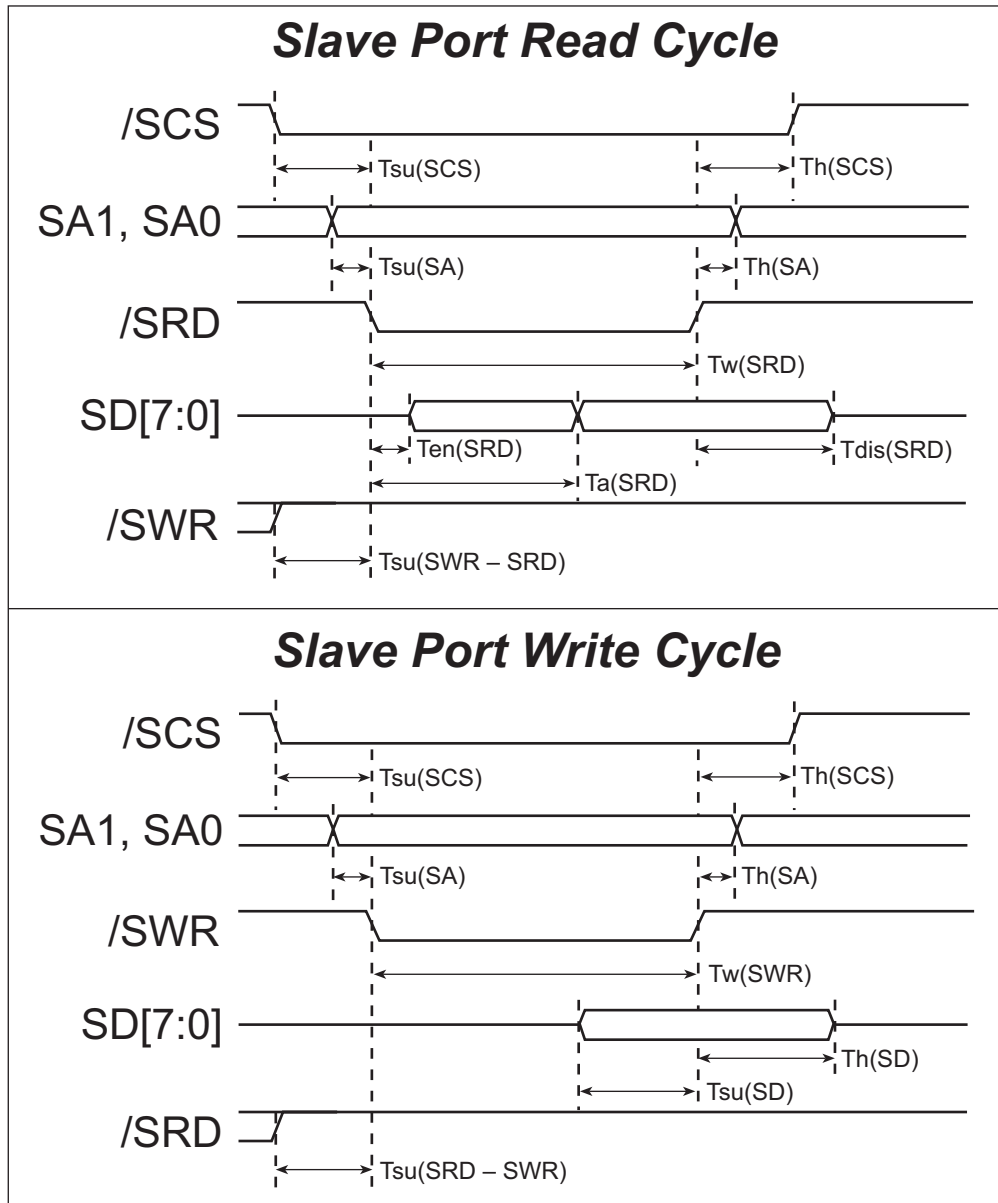 Slave Port Read Cycle
/SCS
Tsu(SCS)
Th(SCS)
SA1, SA0
Tsu(SA)
Th(SA)
/SRD
Tw(SRD)
SD[7:0]
Ten(SRD)
Tdis(SRD)
Ta(SRD)
/SWR
Tsu(SWR – SRD)
Slave Port Write Cycle
/SCS
Tsu(SCS)
Th(SCS)
SA1, SA0
Tsu(SA)
Th(SA)
/SWR
Tw(SWR)
SD[7:0]
Th(SD)
Tsu(SD)
/SRD
Tsu(SRD – SWR)